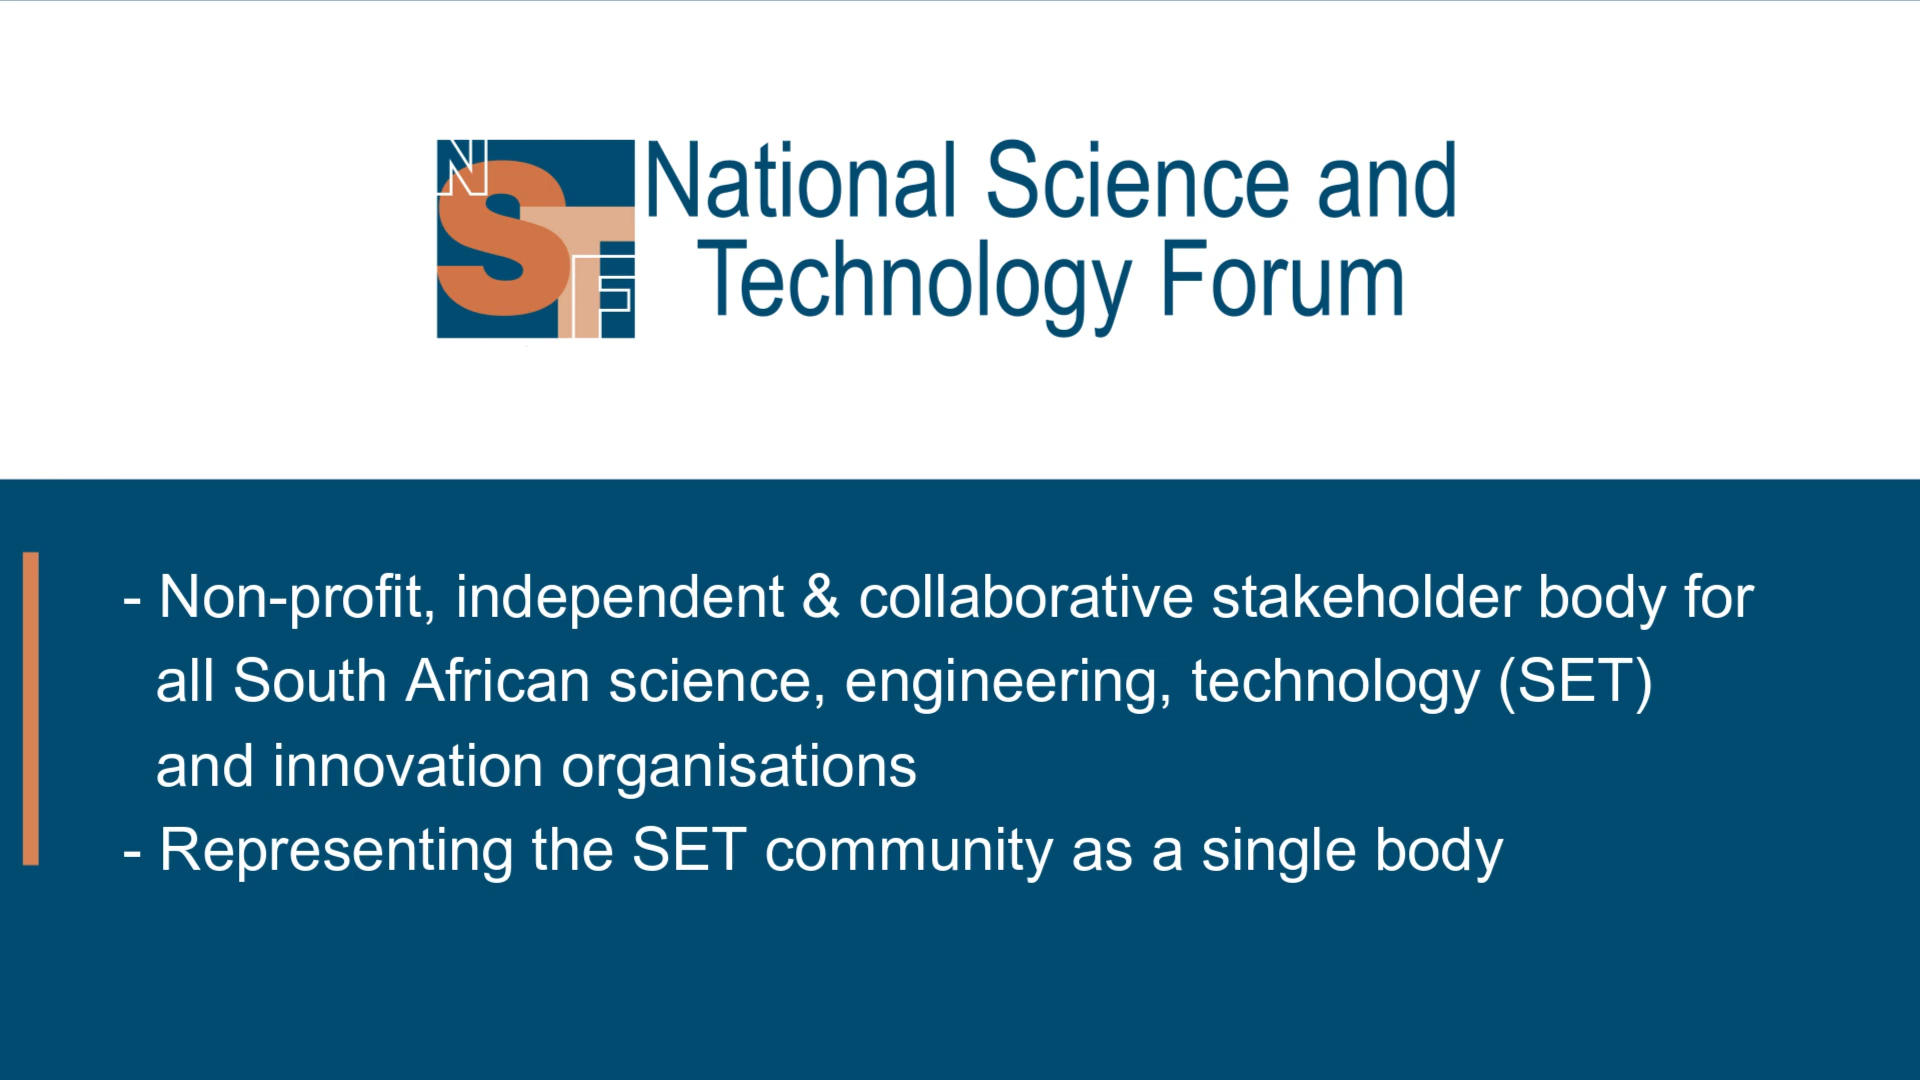 NSTF
National Science and
Technology Forum
- Non-profit, independent & collaborative stakeholder body for
all South African science, engineering, technology (SET)
and innovation organisations
- Representing the SET community as a single body